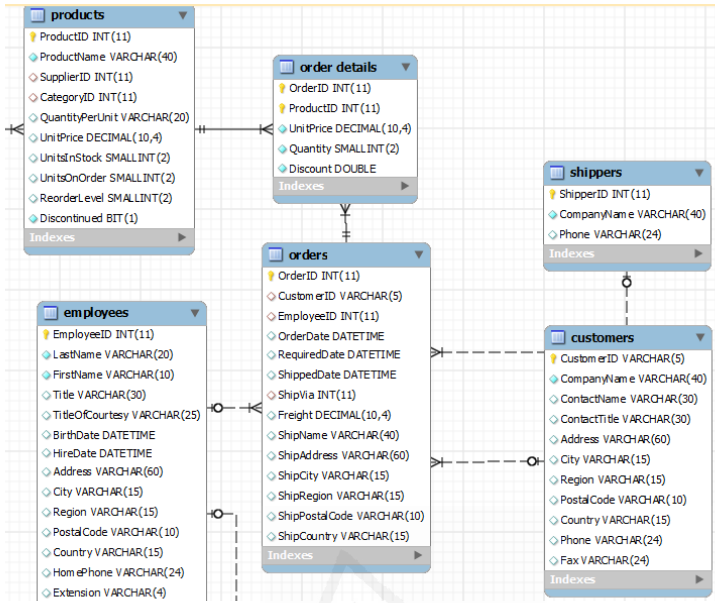 products
ProductID INT(11)
ProductName VARCHAR(40)
SupplierID INT(11)
CategoryID INT(11)
QuantityPerUnit VARCHAR(20)
UnitPrice DECIMAL(10,4)
UnitsInStock SMALLINT(2)
UnitsOnOrder SMALLINT(2)
ReorderLevel SMALLINT(2)
Discontinued BIT(1)
Indexes
order details
OrderID INT(11)
ProductID INT(11)
UnitPrice DECIMAL(10,4)
Quantity SMALLINT(2)
Discount DOUBLE
Indexes
shippers
ShipperID INT(11)
CompanyName VARCHAR(40)
Phone VARCHAR(24)
Indexes
orders
OrderID INT(11)
CustomerID VARCHAR(5)
EmployeeID INT(11)
OrderDate DATETIME
RequiredDate DATETIME
ShippedDate DATETIME
ShipVia INT(11)
Freight DECIMAL(10,4)
ShipName VARCHAR(40)
ShipAddress VARCHAR(60)
ShipCity VARCHAR(15)
ShipRegion VARCHAR(15)
ShipPostalCode VARCHAR(10)
ShipCountry VARCHAR(15)
Indexes
employees
EmployeeID INT(11)
LastName VARCHAR(20)
FirstName VARCHAR(10)
Title VARCHAR(30)
TitleOfCourtesy VARCHAR(25)
BirthDate DATETIME
HireDate DATETIME
Address VARCHAR(60)
City VARCHAR(15)
Region VARCHAR(15)
PostalCode VARCHAR(10)
Country VARCHAR(15)
HomePhone VARCHAR(24)
Extension VARCHAR(4)
customers
CustomerID VARCHAR(5)
CompanyName VARCHAR(40)
ContactName VARCHAR(30)
ContactTitle VARCHAR(30)
Address VARCHAR(60)
City VARCHAR(15)
Region VARCHAR(15)
PostalCode VARCHAR(10)
Country VARCHAR(15)
Phone VARCHAR(24)
Fax VARCHAR(24)
Indexes